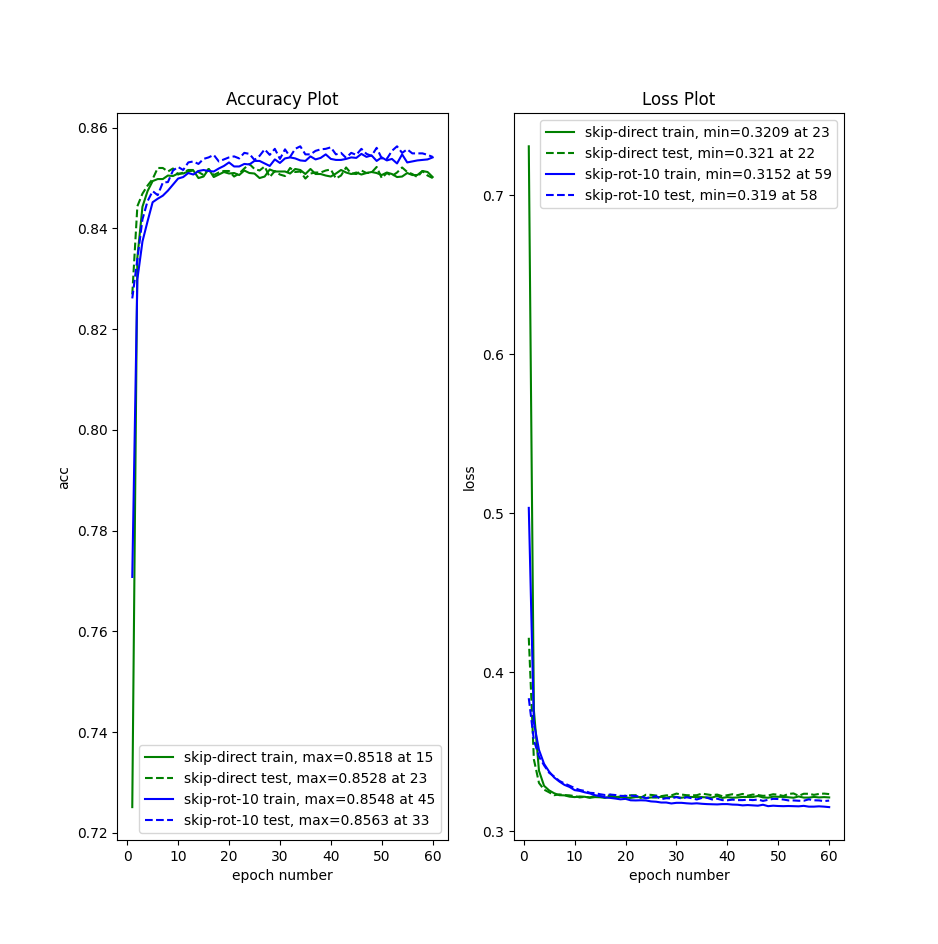 Accuracy Plot
0.86
0.84
0.82
0.80
0.78
0.76
0.74
0.72
acc
0
10
20
30
40
50
60
epoch number
skip-direct train, max=0.8518 at 15
skip-direct test, max=0.8528 at 23
skip-rot-10 train, max=0.8548 at 45
skip-rot-10 test, max=0.8563 at 33
Loss Plot
skip-direct train, min=0.3209 at 23
skip-direct test, min=0.321 at 22
skip-rot-10 train, min=0.3152 at 59
skip-rot-10 test, min=0.319 at 58
0.7
0.6
0.5
0.4
0.3
loss
0
10
20
30
40
50
60
epoch number